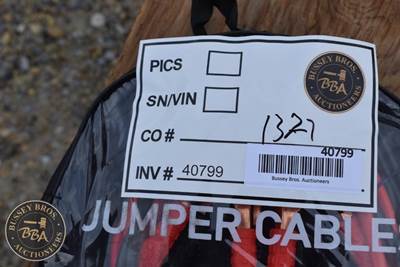 PICS
BUSSEY BROS.
BBA
AUCTIONEERS
SN/VIN
CO # 1327
40799
Bussey Bros. Auctioneers
INV # 40799
JUMPER CABLES
BUSSEY BROS.
BBA
AUCTIONEERS